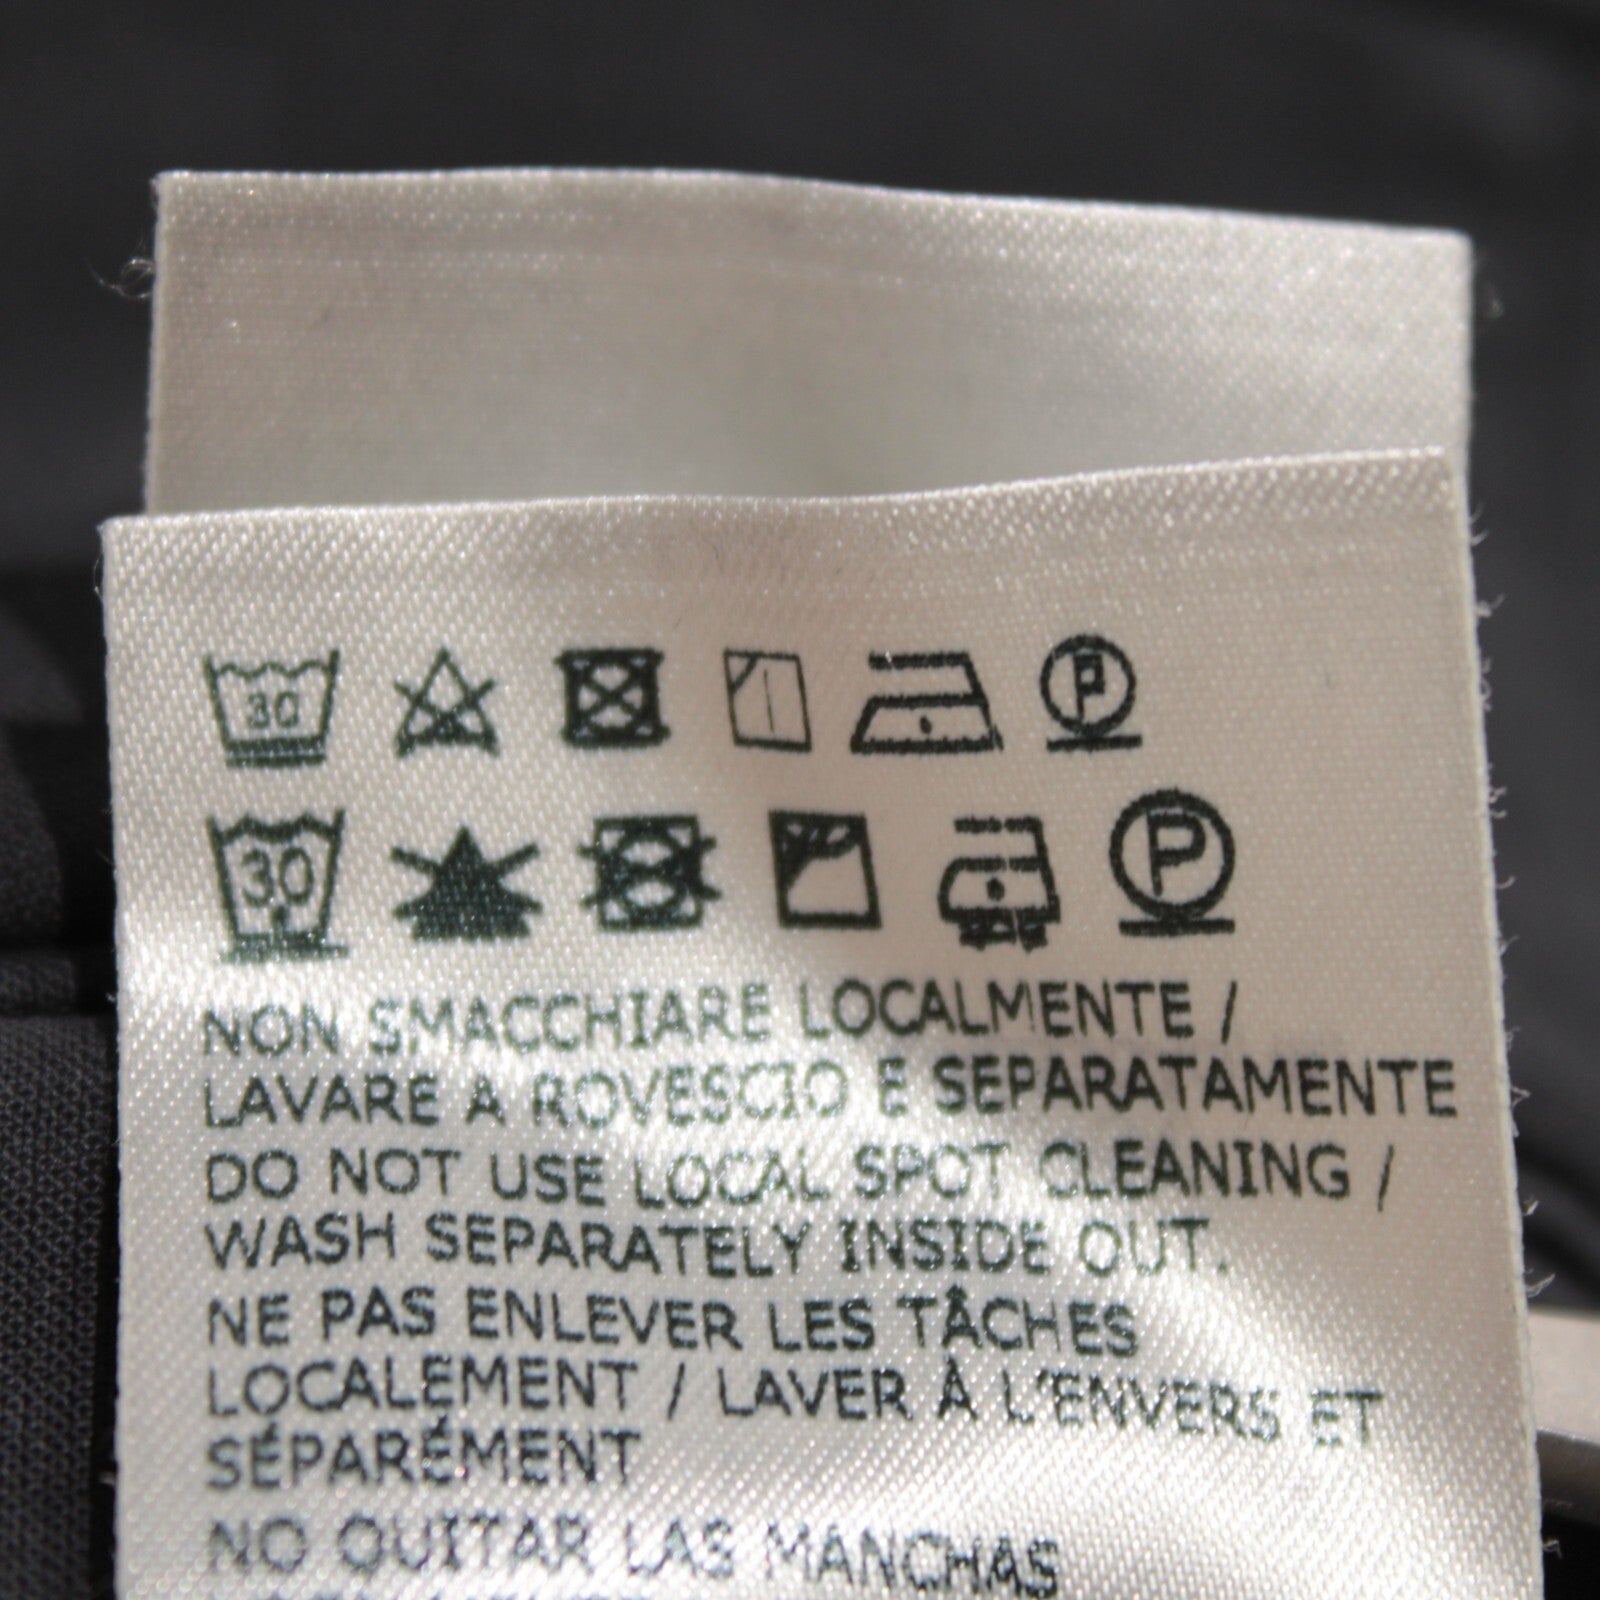 30 P
30 P
NON SMACCHIARE LOCALMENTE /
LAVARE A ROVESCIO E SEPARATAMENTE
DO NOT USE LOCAL SPOT CLEANING /
WASH SEPARATELY INSIDE OUT.
NE PAS ENLEVER LES TÂCHES
LOCALEMENT / LAVER À L'ENVERS ET
SÉPARÉMENT
NO QUITAR LAS MANCHAS